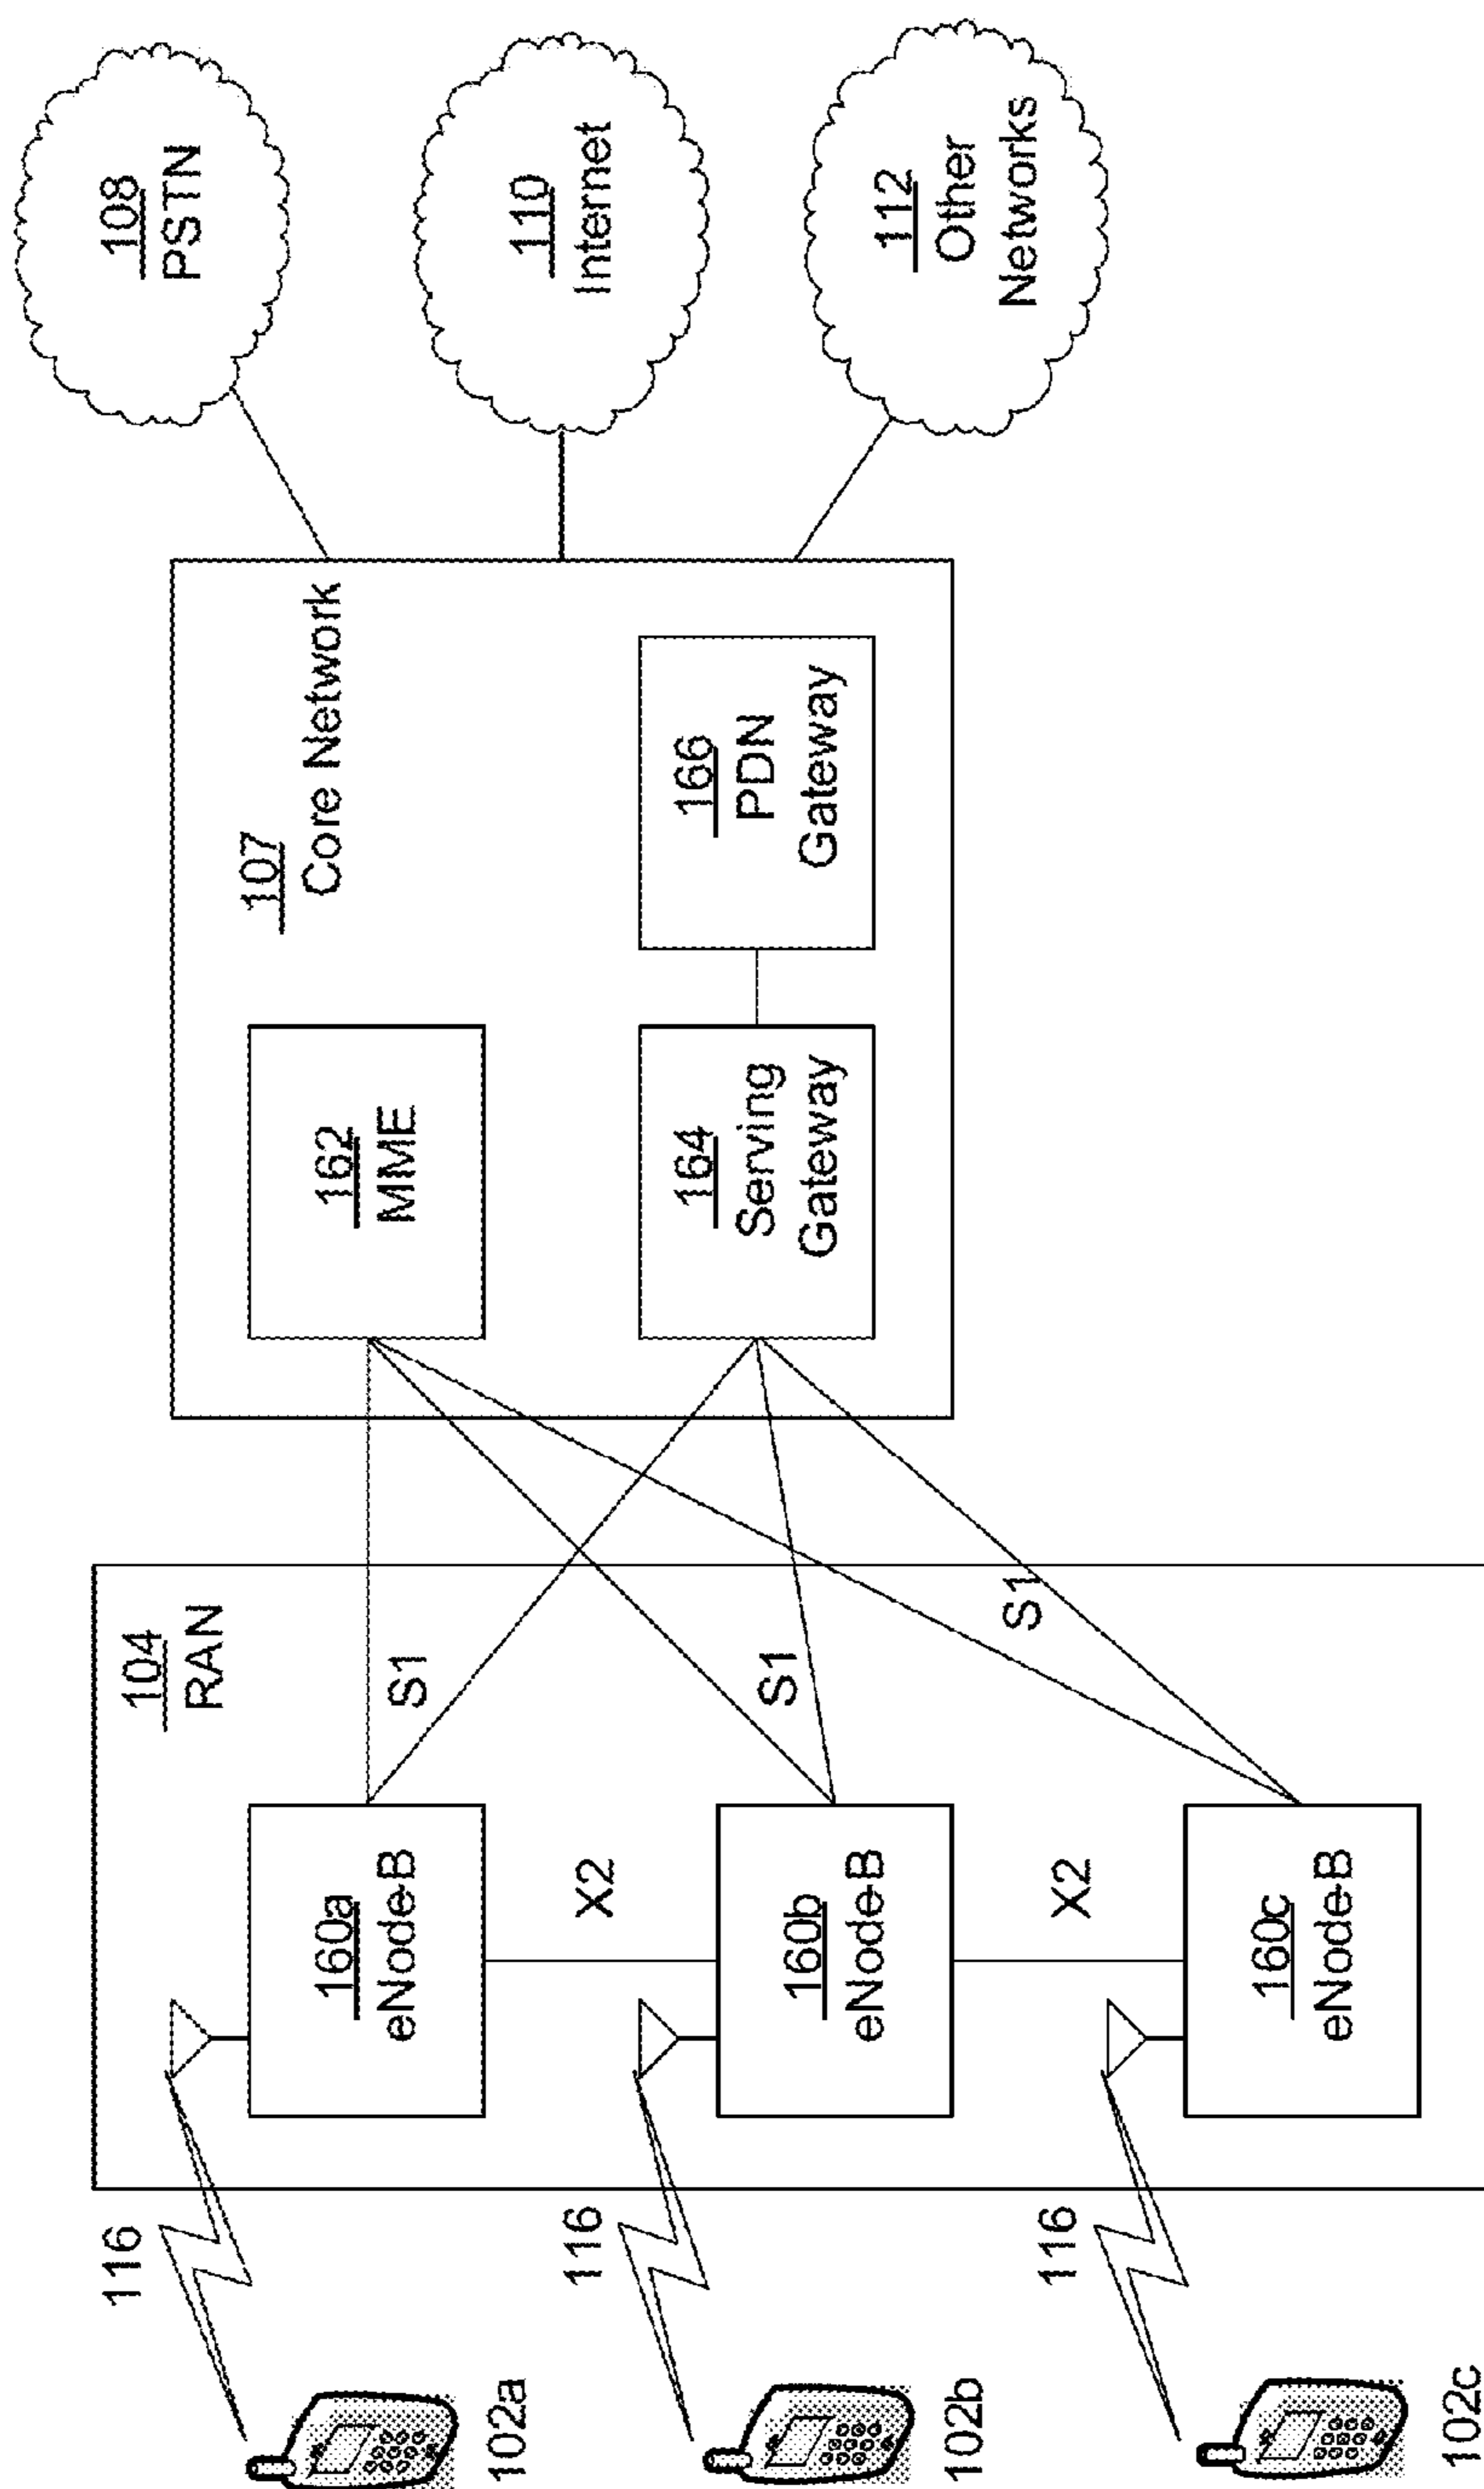 108
PSTN
110
Internet
112
Other
Networks
107
Core Network
162
MME
166
PDN
Gateway
164
Serving
Gateway
104
RAN
S1
S1
S1
160a
eNode-B
X2
160b
eNode-B
X2
160c
eNode-B
116
116
116
102a
102b
102c